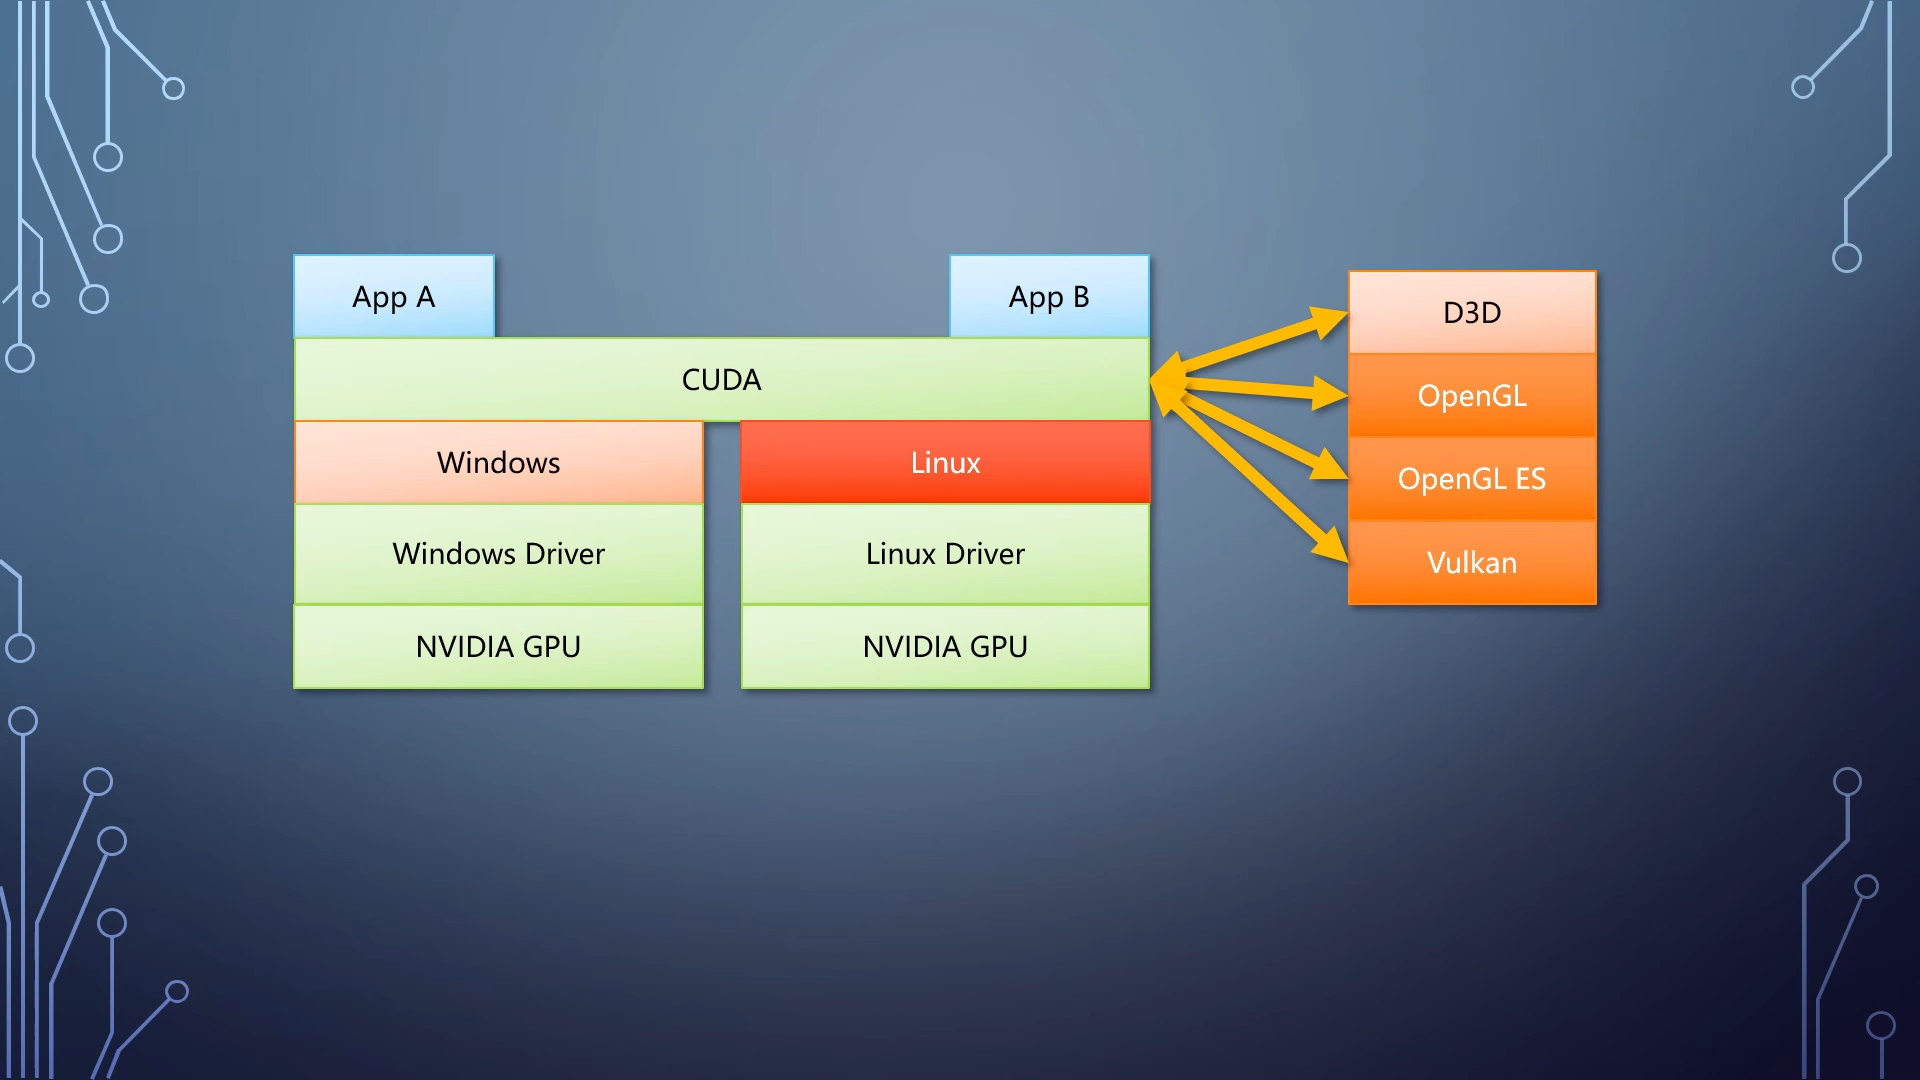 App A
App B
CUDA
Windows
Linux
Windows Driver
Linux Driver
NVIDIA GPU
NVIDIA GPU
D3D
OpenGL
OpenGL ES
Vulkan